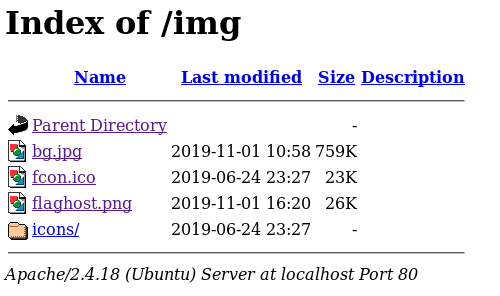 Index of /img
Name Last modified Size Description
Parent Directory -
bg.jpg 2019-11-01 10:58 759K
fcon.ico 2019-06-24 23:27 23K
flaghost.png 2019-11-01 16:20 26K
icons/ 2019-06-24 23:27 -
Apache/2.4.18 (Ubuntu) Server at localhost Port 80